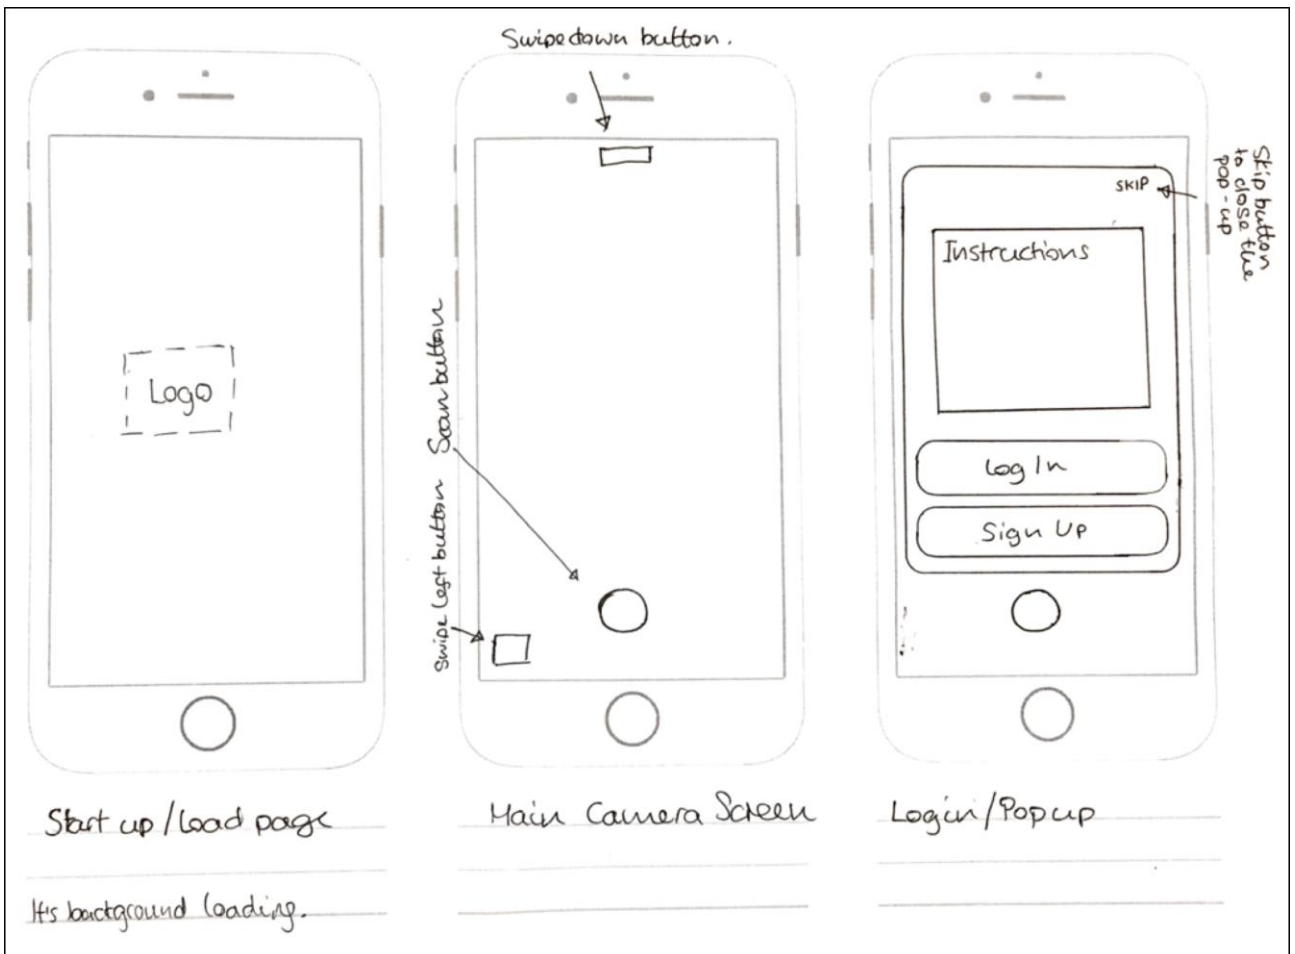 Swipedown button.
Logo
Scan button
Swipe left button
SKIP
Skip button
to close the
pop-up
Instructions
Log In
Sign Up
Start up/Load page
It's background loading.
Main Camera Screen
Login/Popup